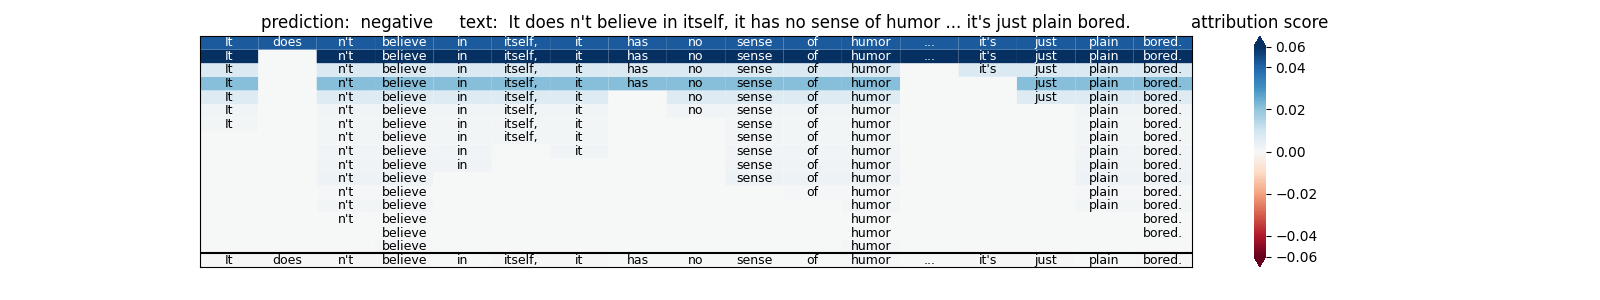 prediction: negative text: It does n't believe in itself, it has no sense of humor ... it's just plain bored. attribution score
It does n't believe in itself, it has no sense of humor ... it's just plain bored. 0.06
It n't believe in itself, it has no sense of humor ... it's just plain bored.
It n't believe in itself, it has no sense of humor it's just plain bored. 0.04
It n't believe in itself, it has no sense of humor just plain bored.
It n't believe in itself, it no sense of humor just plain bored.
It n't believe in itself, it no sense of humor plain bored. 0.02
It n't believe in itself, it sense of humor plain bored.
n't believe in itself, sense of humor plain bored.
n't believe in it sense of humor plain bored. 0.00
n't believe in sense of humor plain bored.
n't believe sense of humor plain bored.
n't believe of humor plain bored. −0.02
n't believe humor plain bored.
n't believe humor bored.
believe humor bored. −0.04
believe humor
It does n't believe in itself, it has no sense of humor ... it's just plain bored. −0.06